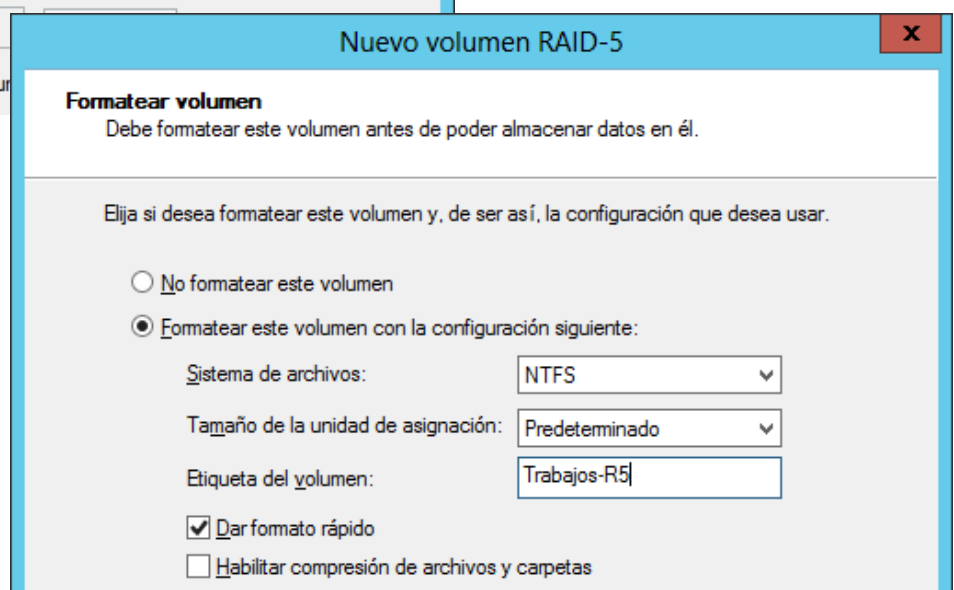 Nuevo volumen RAID-5
x
Formatear volumen
Debe formatear este volumen antes de poder almacenar datos en él.
Elija si desea formatear este volumen y, de ser así, la configuración que desea usar.
No formatear este volumen
Formatear este volumen con la configuración siguiente:
Sistema de archivos: NTFS
Tamaño de la unidad de asignación: Predeterminado
Etiqueta del volumen: Trabajos-R5
Dar formato rápido
Habilitar compresión de archivos y carpetas